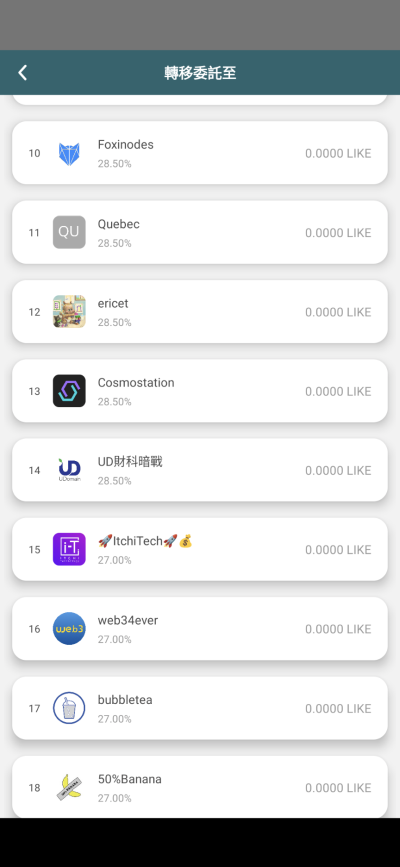 轉移委託至
10
Foxinodes
28.50%
0.0000 LIKE
11
QU
Quebec
28.50%
0.0000 LIKE
12
ericet
28.50%
0.0000 LIKE
13
Cosmostation
28.50%
0.0000 LIKE
14
UD
UDomain
UD財科暗戰
28.50%
0.0000 LIKE
15
i-T
🚀ItchiTech🚀💰
27.00%
0.0000 LIKE
16
web3
web34ever
27.00%
0.0000 LIKE
17
bubbletea
27.00%
0.0000 LIKE
18
50%Banana
27.00%
0.0000 LIKE